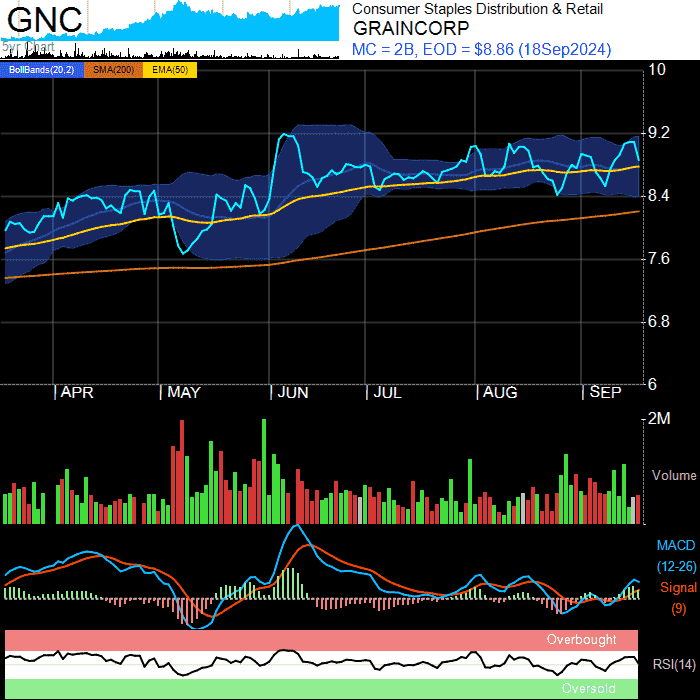 GNC
5yr Chart
Consumer Staples Distribution & Retail
GRAINCORP
MC = 2B, EOD = $8.86 (18Sep2024)
BollBands(20,2) SMA(200) EMA(50)
10
9.2
8.4
7.6
6.8
6
APR MAY JUN JUL AUG SEP
2M
Volume
MACD
(12-26)
Signal
(9)
Overbought
RSI(14)
Oversold